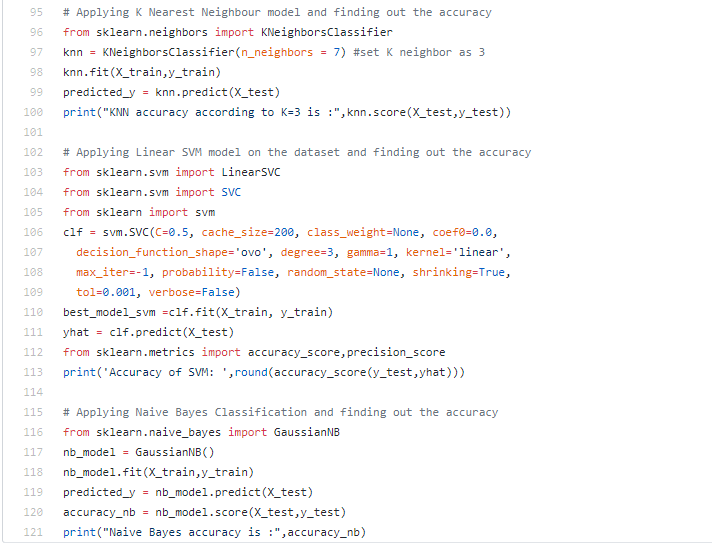 95 # Applying K Nearest Neighbour model and finding out the accuracy
96 from sklearn.neighbors import KNeighborsClassifier
97 knn = KNeighborsClassifier(n_neighbors = 7) #set K neighbor as 3
98 knn.fit(X_train,y_train)
99 predicted_y = knn.predict(X_test)
100 print("KNN accuracy according to K=3 is :",knn.score(X_test,y_test))
101
102 # Applying Linear SVM model on the dataset and finding out the accuracy
103 from sklearn.svm import LinearSVC
104 from sklearn.svm import SVC
105 from sklearn import svm
106 clf = svm.SVC(C=0.5, cache_size=200, class_weight=None, coef0=0.0,
107   decision_function_shape='ovo', degree=3, gamma=1, kernel='linear',
108   max_iter=-1, probability=False, random_state=None, shrinking=True,
109   tol=0.001, verbose=False)
110 best_model_svm =clf.fit(X_train, y_train)
111 yhat = clf.predict(X_test)
112 from sklearn.metrics import accuracy_score,precision_score
113 print('Accuracy of SVM: ',round(accuracy_score(y_test,yhat)))
114
115 # Applying Naive Bayes Classification and finding out the accuracy
116 from sklearn.naive_bayes import GaussianNB
117 nb_model = GaussianNB()
118 nb_model.fit(X_train,y_train)
119 predicted_y = nb_model.predict(X_test)
120 accuracy_nb = nb_model.score(X_test,y_test)
121 print("Naive Bayes accuracy is :",accuracy_nb)